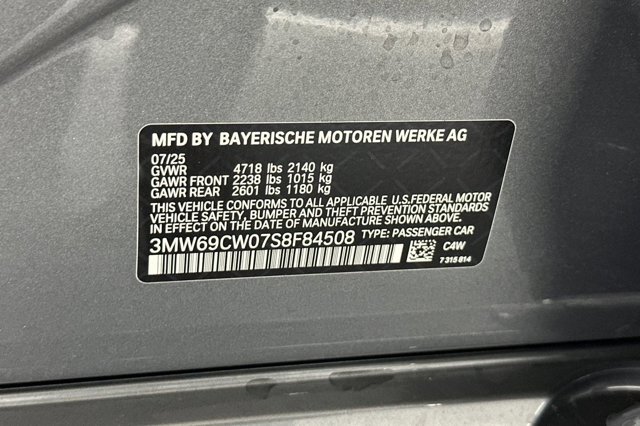 MFD BY BAYERISCHE MOTOREN WERKE AG
07/25
GVWR 4718 lbs 2140 kg
GAWR FRONT 2238 lbs 1015 kg
GAWR REAR 2601 lbs 1180 kg
THIS VEHICLE CONFORMS TO ALL APPLICABLE U.S.FEDERAL MOTOR
VEHICLE SAFETY, BUMPER AND THEFT PREVENTION STANDARDS
IN EFFECT ON THE DATE OF MANUFACTURE SHOWN ABOVE.
3MW69CW07S8F84508 TYPE: PASSENGER CAR
C4W
7 315 814